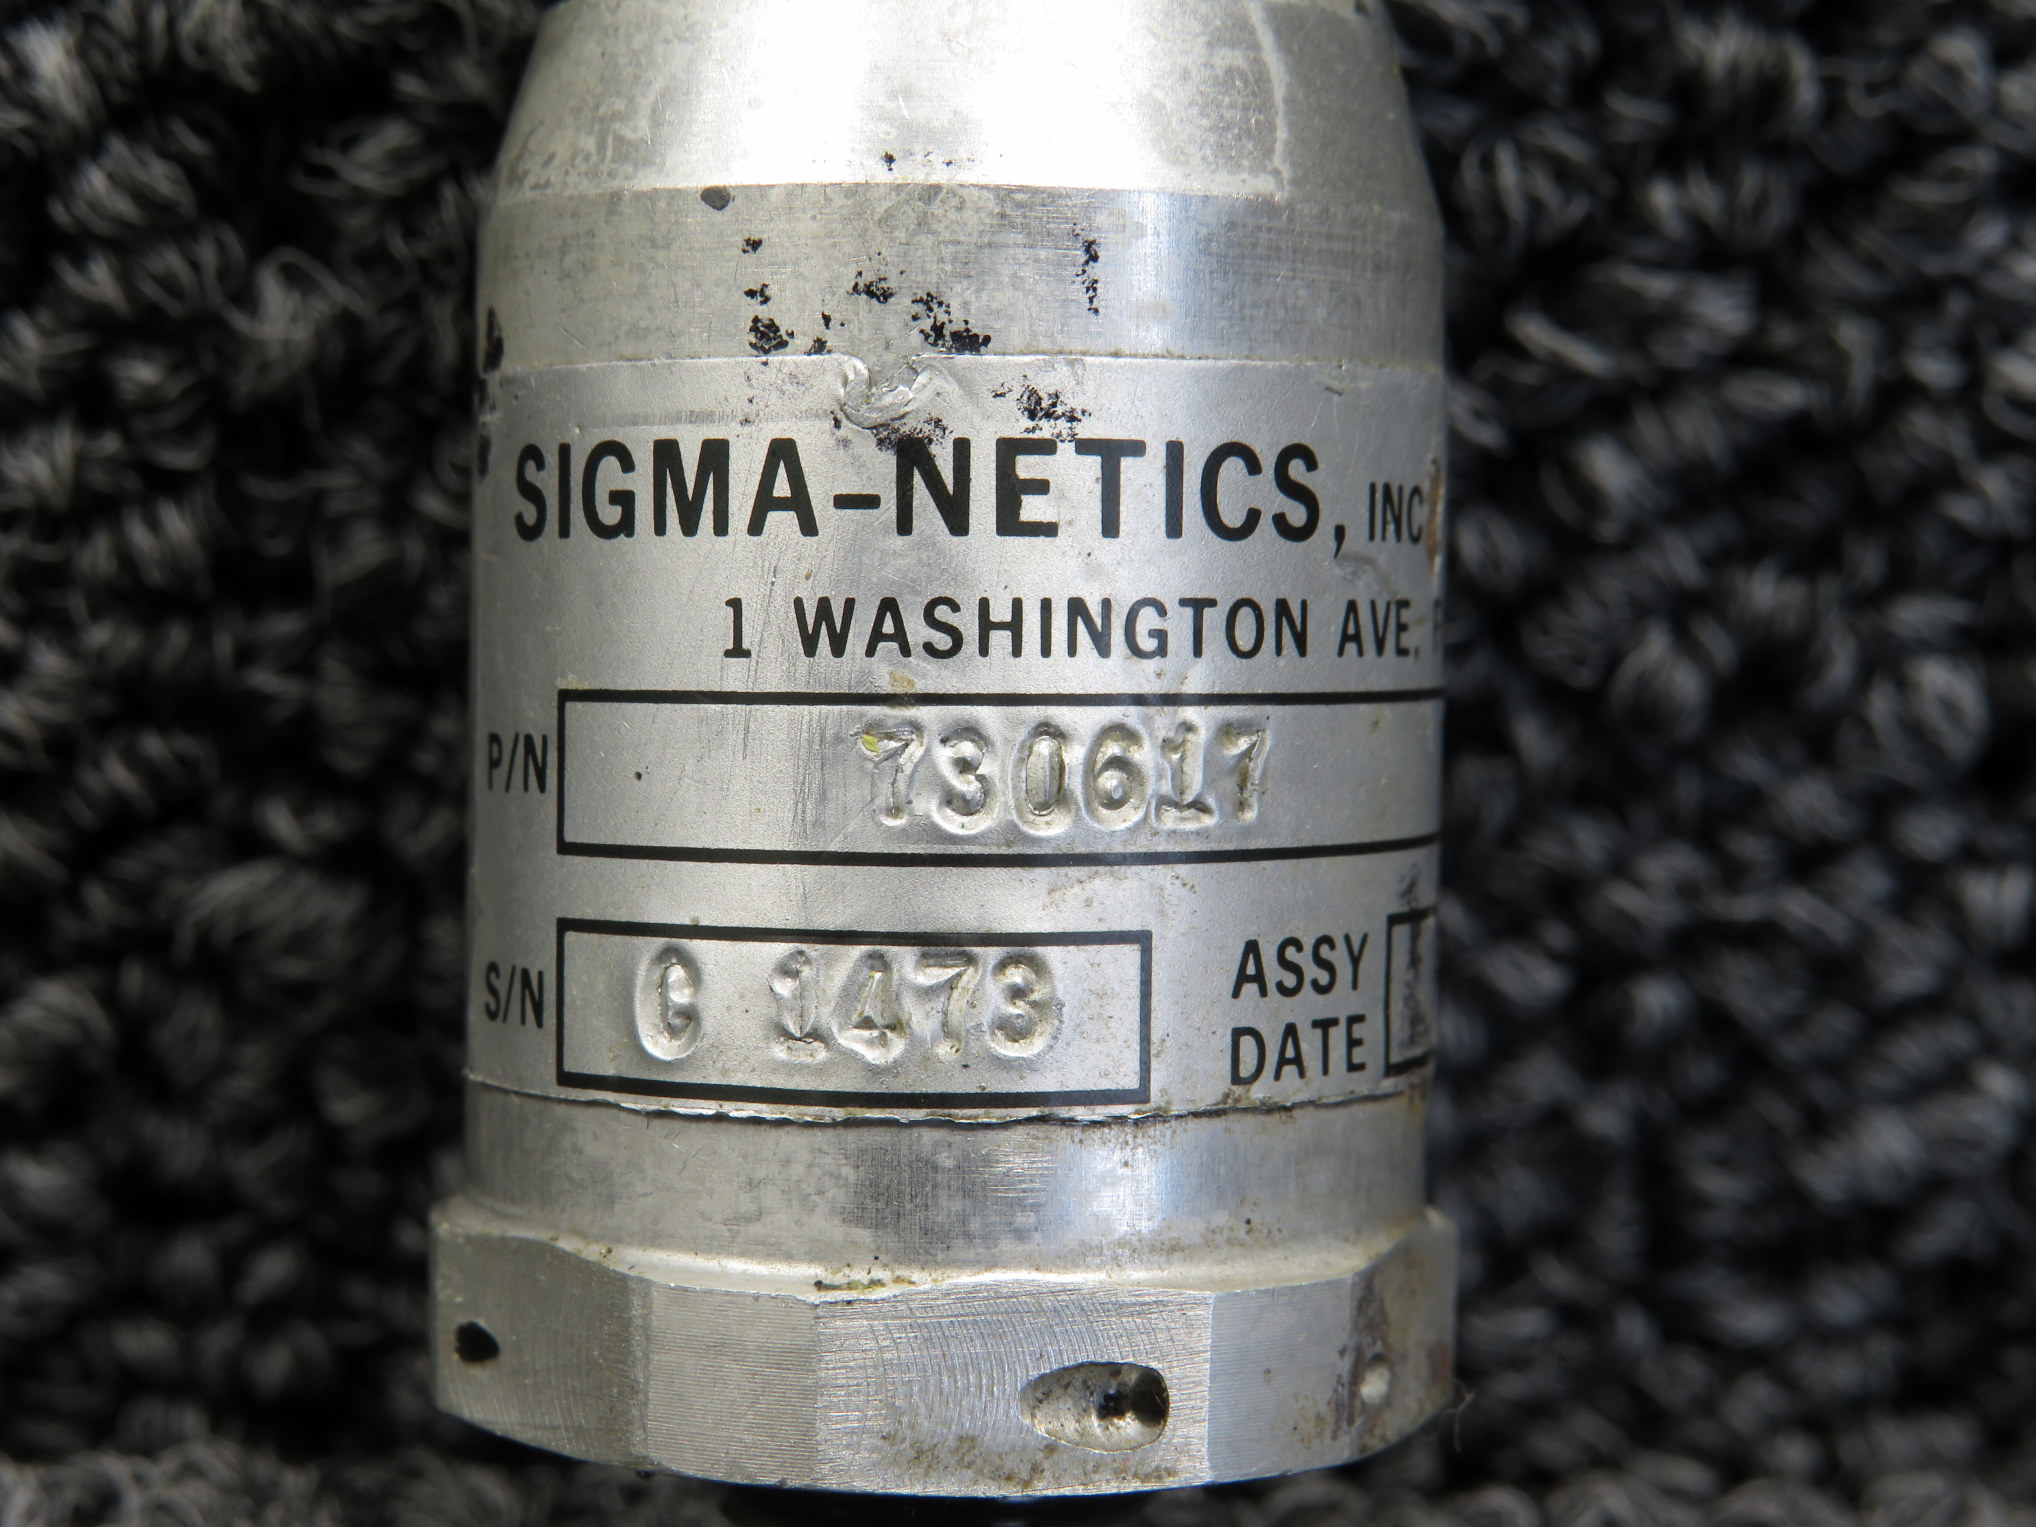 SIGMA-NETICS, INC
1 WASHINGTON AVE,
P/N 730617
S/N C 1473 ASSY DATE